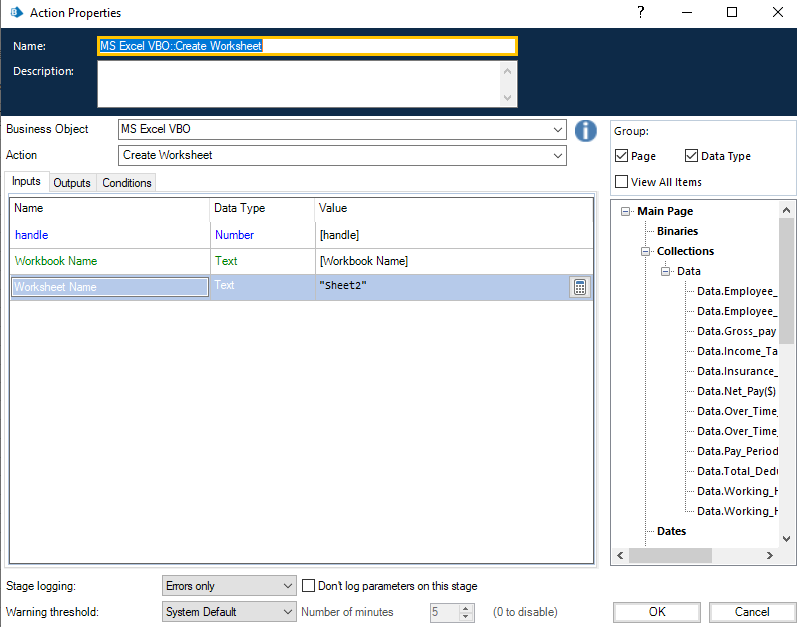 Action Properties
?
Name:
MS Excel VBO::Create Worksheet
Description:
Business Object
MS Excel VBO
i
Action
Create Worksheet
Inputs
Outputs
Conditions
Name
Data Type
Value
handle
Number
[handle]
Workbook Name
Text
[Workbook Name]
Worksheet Name
Text
"Sheet2"
Group:
Page
Data Type
View All Items
Main Page
Binaries
Collections
Data
Data.Employee_
Data.Employee_
Data.Gross_pay
Data.Income_Ta
Data.Insurance_
Data.Net_Pay($)
Data.Over_Time_
Data.Over_Time_
Data.Pay_Period
Data.Total_Dedu
Data.Working_H
Data.Working_H
Dates
Stage logging:
Errors only
Don't log parameters on this stage
Warning threshold:
System Default
Number of minutes
5
(0 to disable)
OK
Cancel